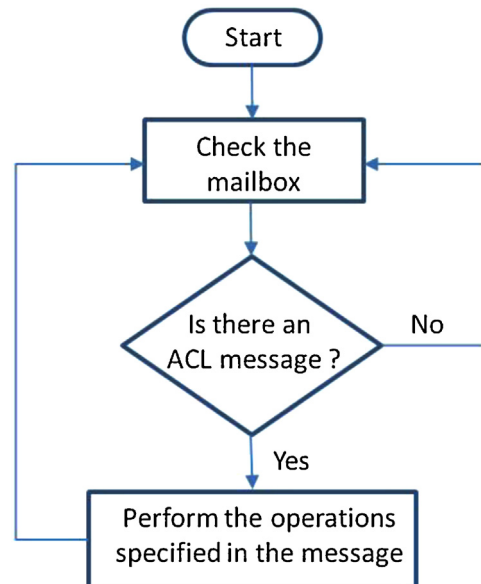 Start
Check the
mailbox
Is there an
ACL message ?
No
Yes
Perform the operations
specified in the message